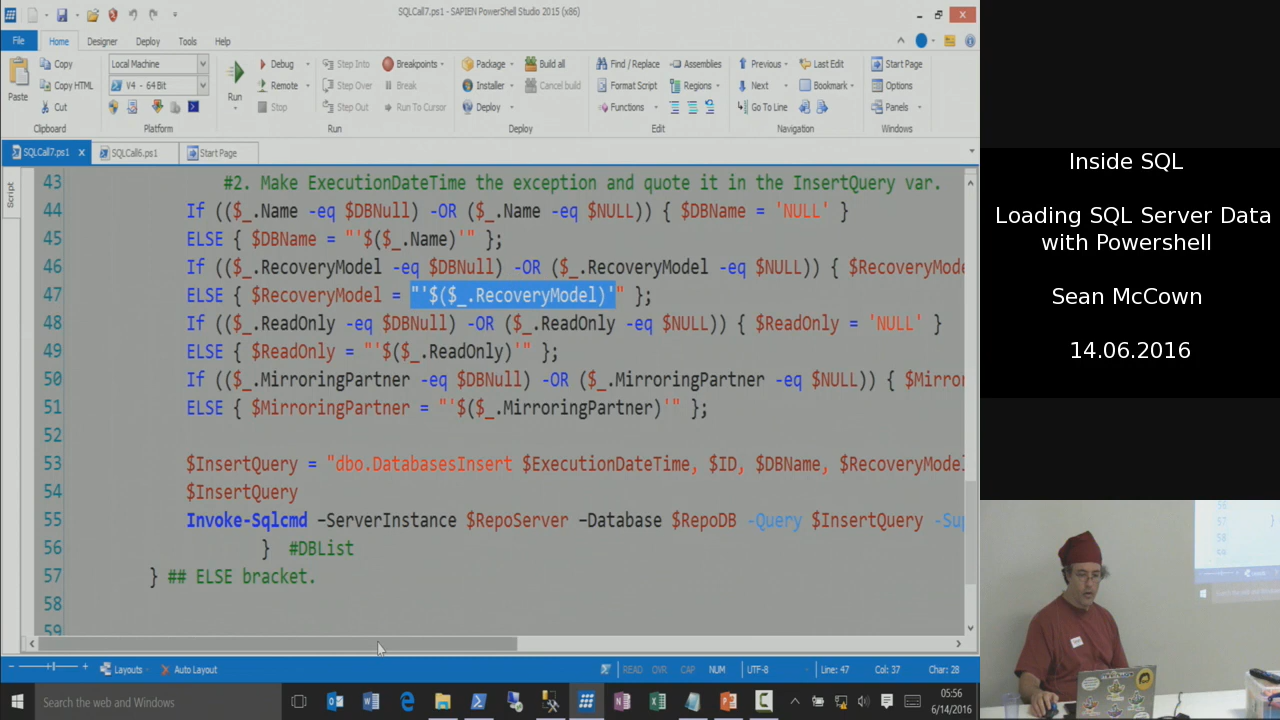 SQLCall7.ps1 - SAPIEN PowerShell Studio 2015 (x86)
File Home Designer Deploy Tools Help
Paste Copy Copy HTML Cut
Clipboard
Local Machine
V4 - 64 Bit
Platform
Run Debug Remote Stop
Step Into Step Over Step Out
Breakpoints Break Run To Cursor
Run
Package Installer Deploy
Build all Cancel build
Deploy
Find / Replace Format Script Functions
Assemblies Regions
Edit
Previous Next Go To Line
Last Edit Bookmark
Navigation
Start Page Options Panels
Windows
SQLCall7.ps1 SQLCall6.ps1 Start Page
Script
43 #2. Make ExecutionDateTime the exception and quote it in the InsertQuery var.
44 If (($_.Name -eq $DBNull) -OR ($_.Name -eq $NULL)) { $DBName = 'NULL' }
45 ELSE { $DBName = "'$($_.Name)'" };
46 If (($_.RecoveryModel -eq $DBNull) -OR ($_.RecoveryModel -eq $NULL)) { $RecoveryMode
47 ELSE { $RecoveryModel = "'$($_.RecoveryModel)'" };
48 If (($_.ReadOnly -eq $DBNull) -OR ($_.ReadOnly -eq $NULL)) { $ReadOnly = 'NULL' }
49 ELSE { $ReadOnly = "'$($_.ReadOnly)'" };
50 If (($_.MirroringPartner -eq $DBNull) -OR ($_.MirroringPartner -eq $NULL)) { $Mirror
51 ELSE { $MirroringPartner = "'$($_.MirroringPartner)'" };
52
53 $InsertQuery = "dbo.DatabasesInsert $ExecutionDateTime, $ID, $DBName, $RecoveryModel
54 $InsertQuery
55 Invoke-Sqlcmd –ServerInstance $RepoServer –Database $RepoDB -Query $InsertQuery -Sup
56 } #DBList
57 } ## ELSE bracket.
58
59
Layouts Auto Layout
READ OVR CAP NUM UTF-8 Line: 47 Col: 37 Char: 28
Search the web and Windows
05:56
6/14/2016
Inside SQL
Loading SQL Server Data
with Powershell
Sean McCown
14.06.2016
56
57 }
58
59